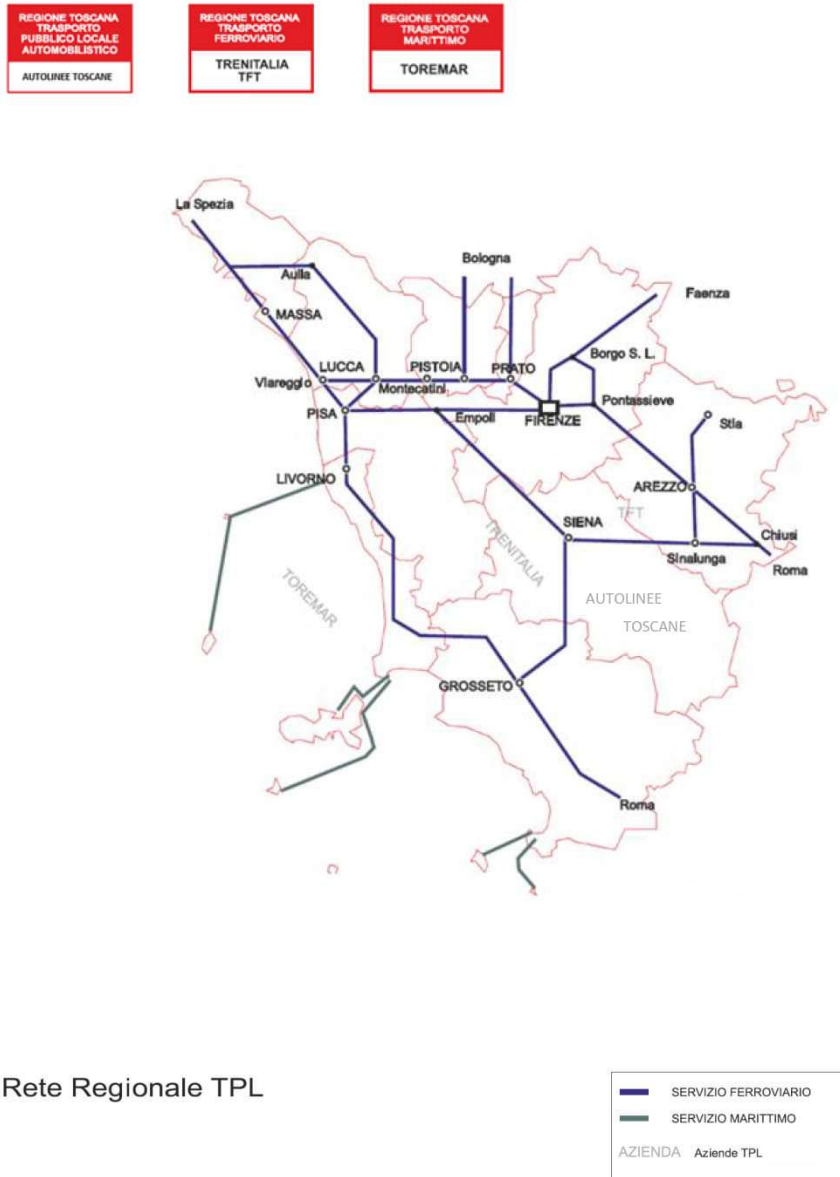 REGIONE TOSCANA
TRASPORTO
PUBBLICO LOCALE
AUTOMOBILISTICO
AUTOLINEE TOSCANE
REGIONE TOSCANA
TRASPORTO
FERROVIARIO
TRENITALIA
TFT
REGIONE TOSCANA
TRASPORTO
MARITTIMO
TOREMAR
La Spezia
Bologna
Aulla
Faenza
MASSA
Borgo S. L.
LUCCA
PISTOIA
PRATO
Viareggio
Montecatini
Pontassieve
PISA
Empoli
FIRENZE
Stia
LIVORNO
AREZZO
TFT
SIENA
Chiusi
TRENITALIA
Sinalunga
Roma
TOREMAR
AUTOLINEE
TOSCANE
GROSSETO
Roma
Rete Regionale TPL
SERVIZIO FERROVIARIO
SERVIZIO MARITTIMO
AZIENDA Aziende TPL